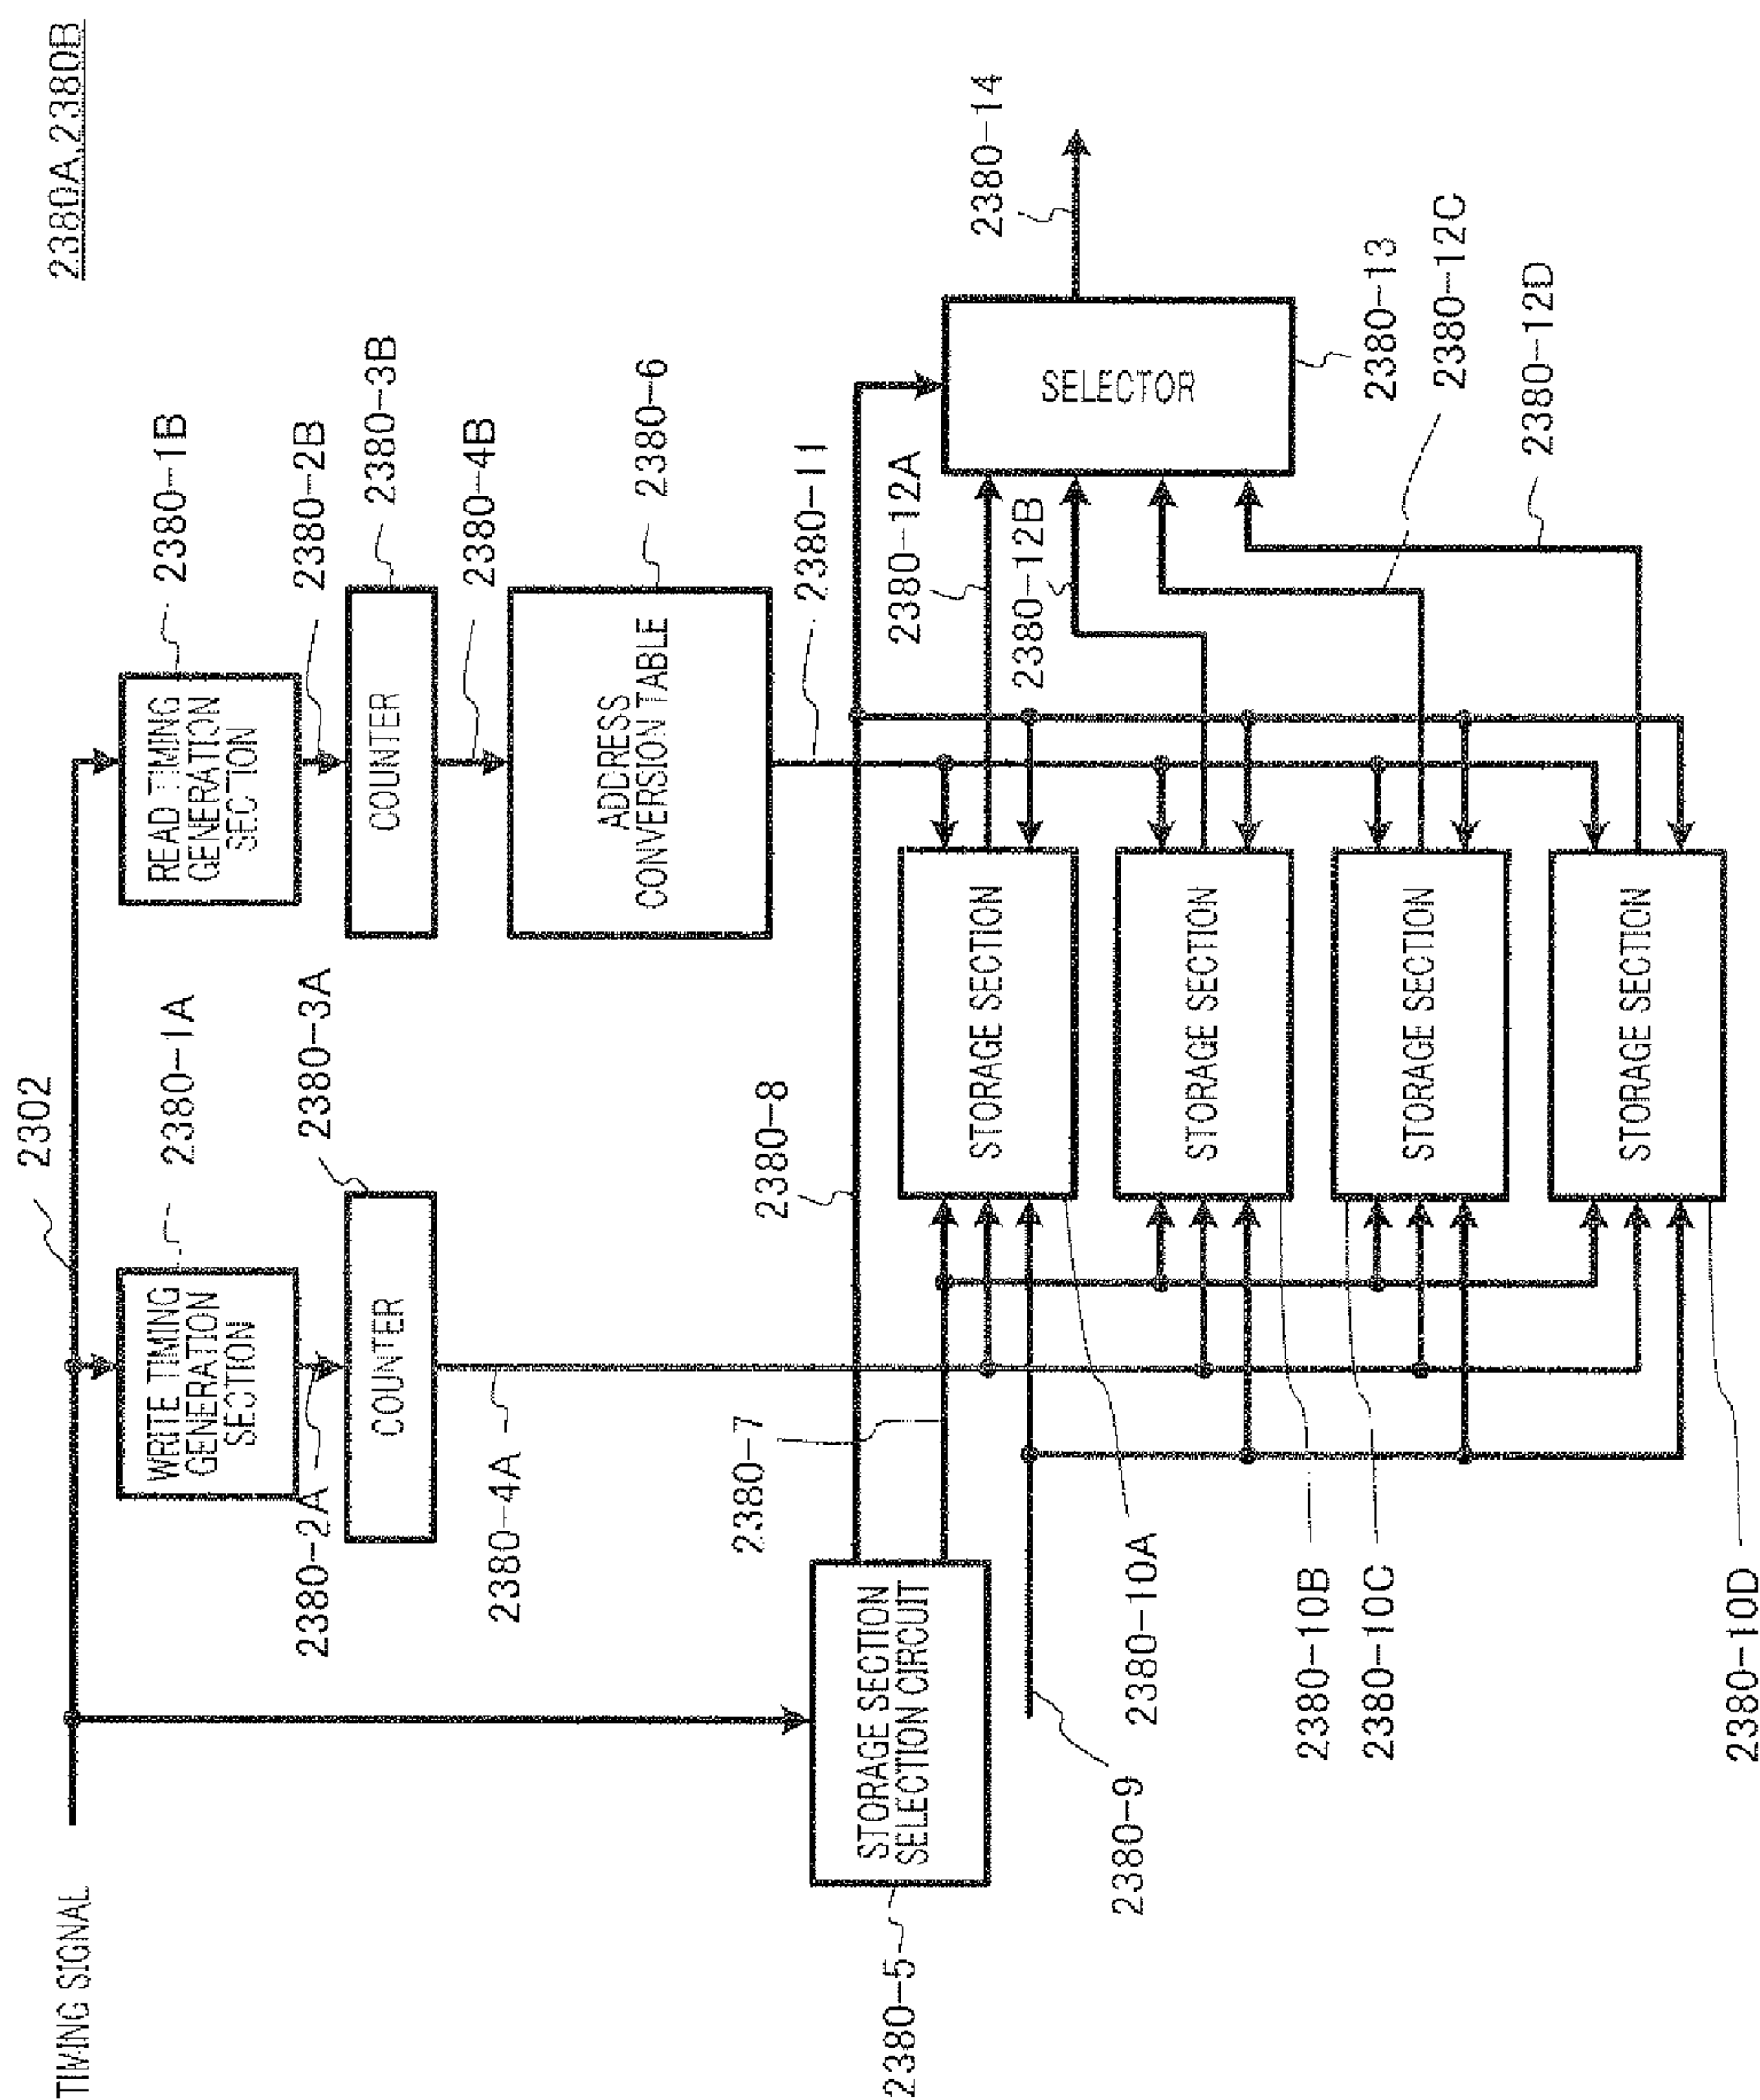 2380A,2380B
TIMING SIGNAL
2302
WRITE TIMING
GENERATION
SECTION
2380-1A
READ TIMING
GENERATION
SECTION
2380-1B
2380-2A
2380-2B
COUNTER
2380-3A
COUNTER
2380-3B
2380-4A
2380-4B
ADDRESS
CONVERSION TABLE
2380-6
2380-11
STORAGE SECTION
SELECTION CIRCUIT
2380-5
2380-7
2380-8
2380-9
STORAGE SECTION
2380-10A
STORAGE SECTION
2380-10B
STORAGE SECTION
2380-10C
STORAGE SECTION
2380-10D
2380-12A
2380-12B
2380-12C
2380-12D
SELECTOR
2380-13
2380-14